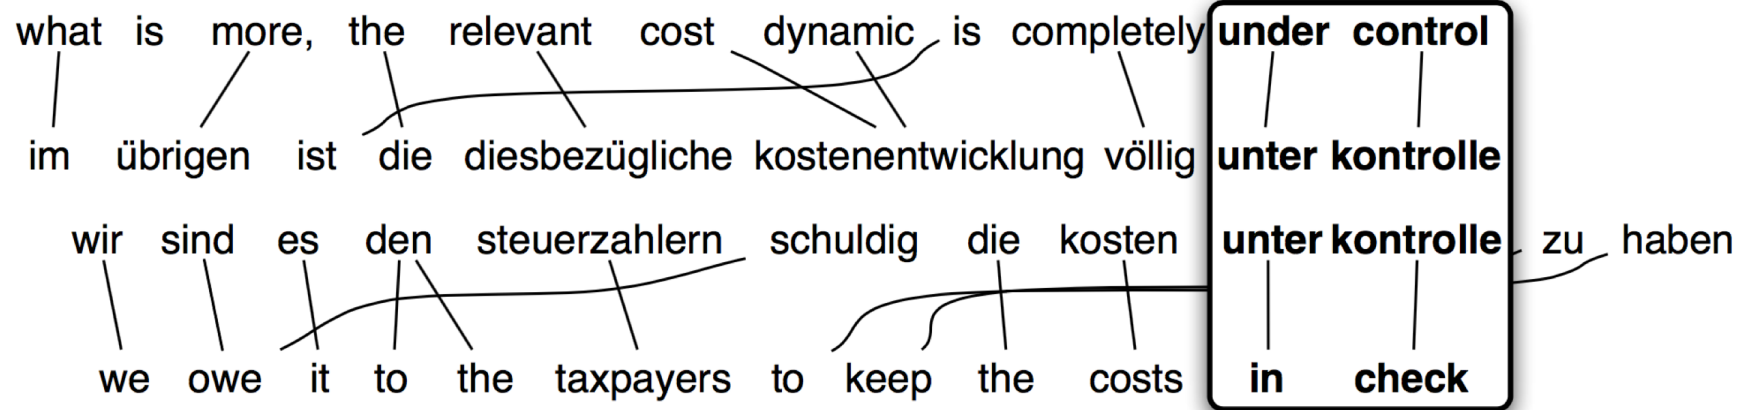 what is more, the relevant cost dynamic is completely under control
im übrigen ist die diesbezügliche kostenentwicklung völlig unter kontrolle
wir sind es den steuerzahlern schuldig die kosten unter kontrolle zu haben
we owe it to the taxpayers to keep the costs in check